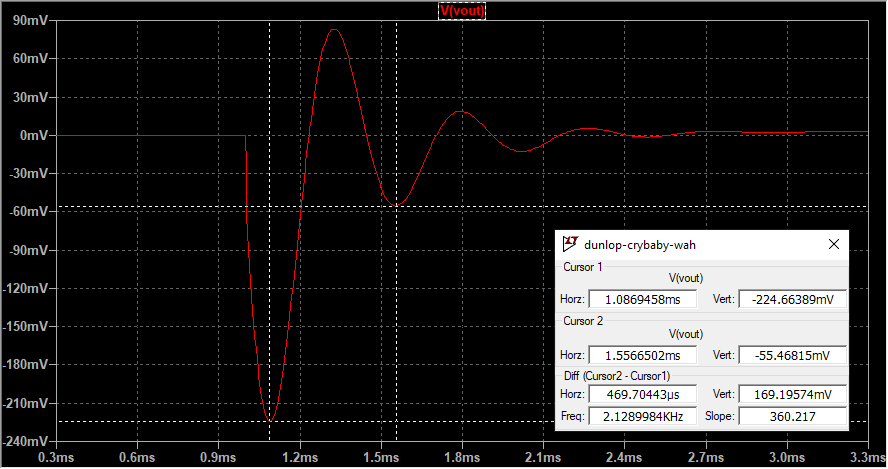 V(vout)
90mV
60mV
30mV
0mV
-30mV
-60mV
-90mV
-120mV
-150mV
-180mV
-210mV
-240mV
0.3ms 0.6ms 0.9ms 1.2ms 1.5ms 1.8ms 2.1ms 2.4ms 2.7ms 3.0ms 3.3ms
dunlop-crybaby-wah
Cursor 1
V(vout)
Horz: 1.0869458ms Vert: -224.66389mV
Cursor 2
V(vout)
Horz: 1.5566502ms Vert: -55.46815mV
Diff (Cursor2 - Cursor1)
Horz: 469.70443µs Vert: 169.19574mV
Freq: 2.1289984KHz Slope: 360.217